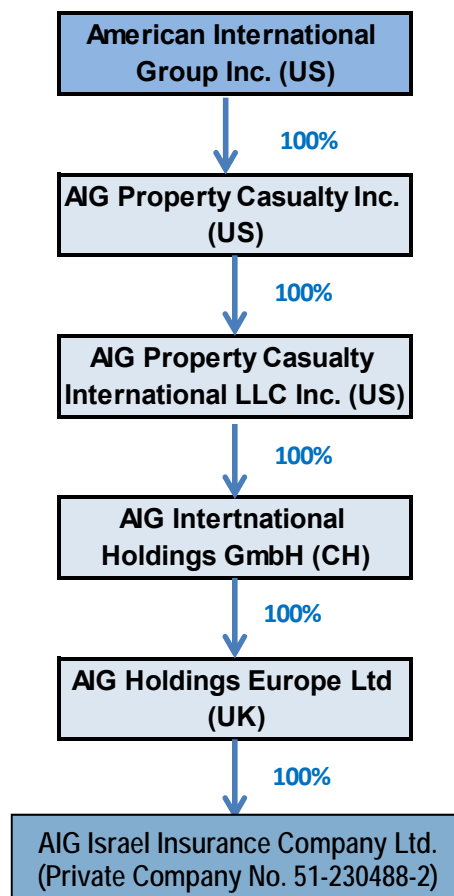 American International
Group Inc. (US)
100%
AIG Property Casualty Inc.
(US)
100%
AIG Property Casualty
International LLC Inc. (US)
100%
AIG Intertnational
Holdings GmbH (CH)
100%
AIG Holdings Europe Ltd
(UK)
100%
AIG Israel Insurance Company Ltd.
(Private Company No. 51-230488-2)